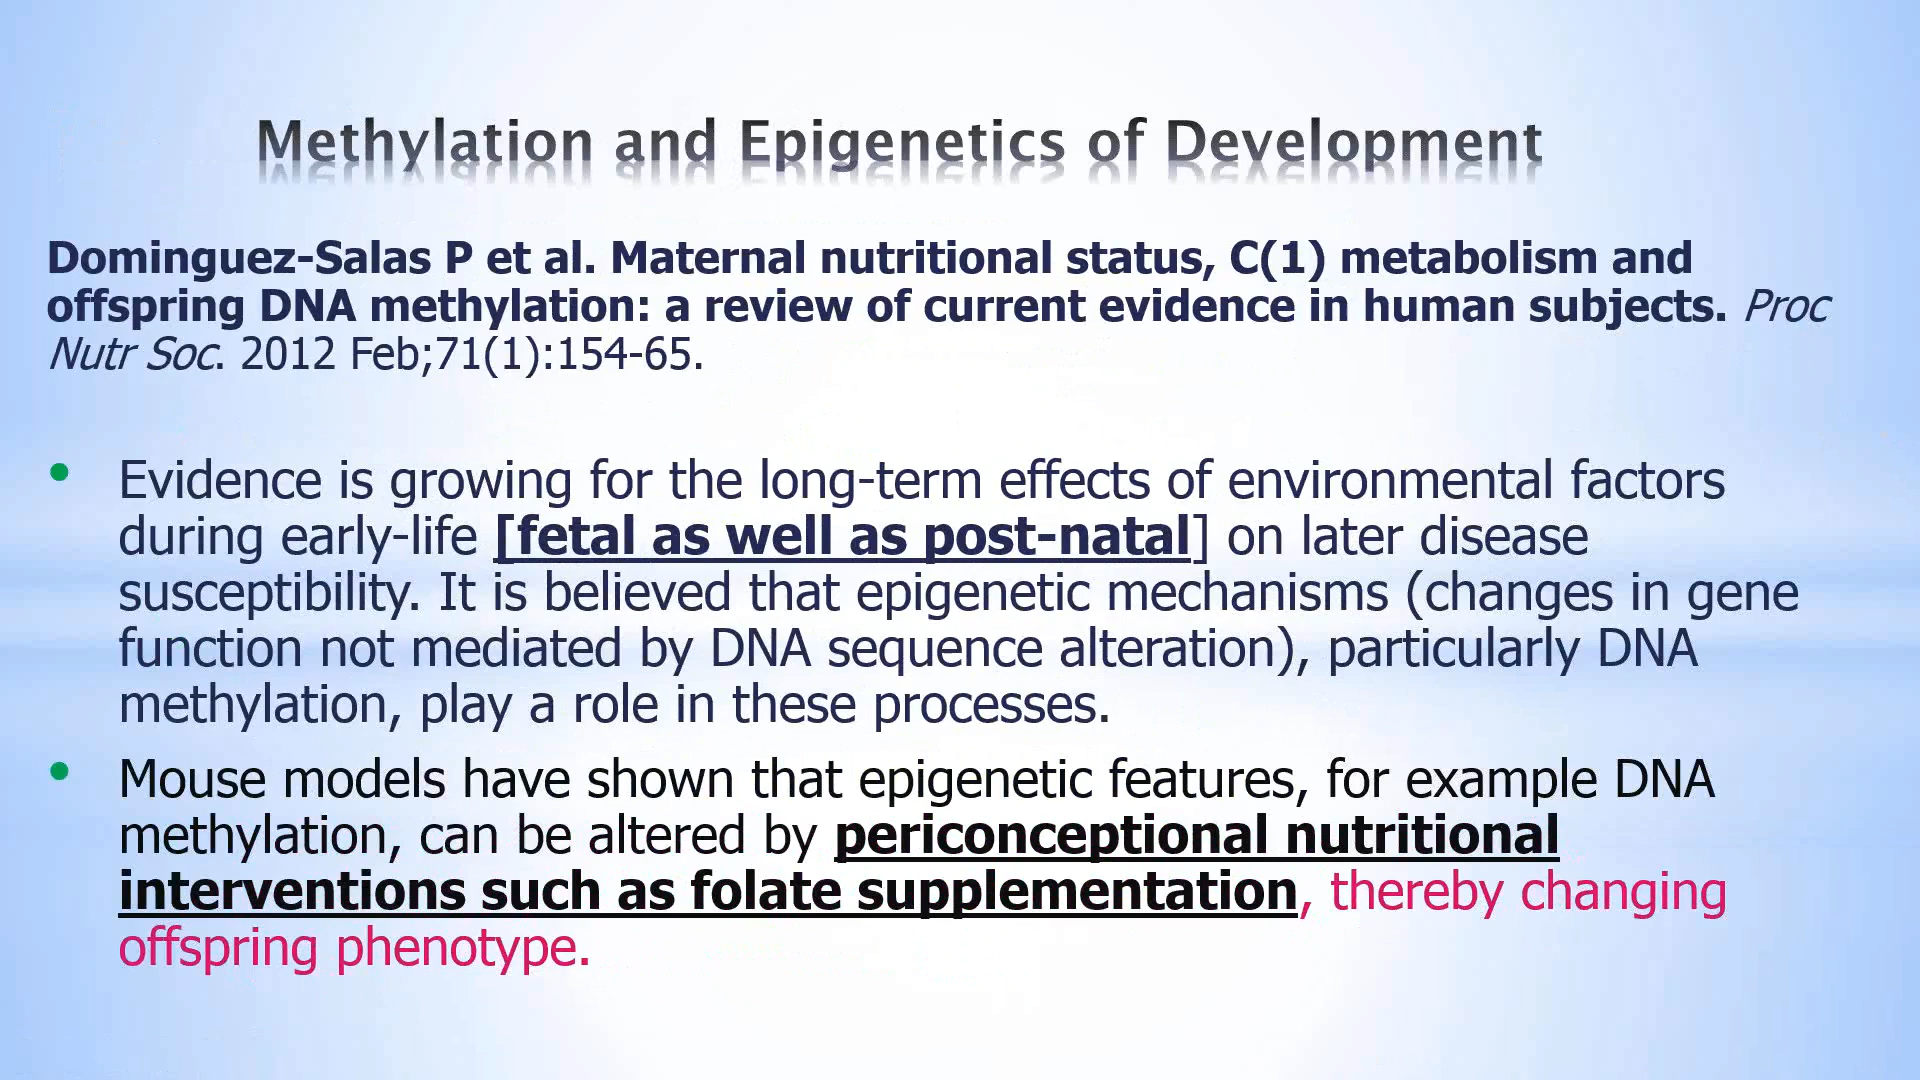 Methylation and Epigenetics of Development
Dominguez-Salas P et al. Maternal nutritional status, C(1) metabolism and
offspring DNA methylation: a review of current evidence in human subjects. Proc
Nutr Soc. 2012 Feb;71(1):154-65.
• Evidence is growing for the long-term effects of environmental factors
during early-life [fetal as well as post-natal] on later disease
susceptibility. It is believed that epigenetic mechanisms (changes in gene
function not mediated by DNA sequence alteration), particularly DNA
methylation, play a role in these processes.
• Mouse models have shown that epigenetic features, for example DNA
methylation, can be altered by periconceptional nutritional
interventions such as folate supplementation, thereby changing
offspring phenotype.